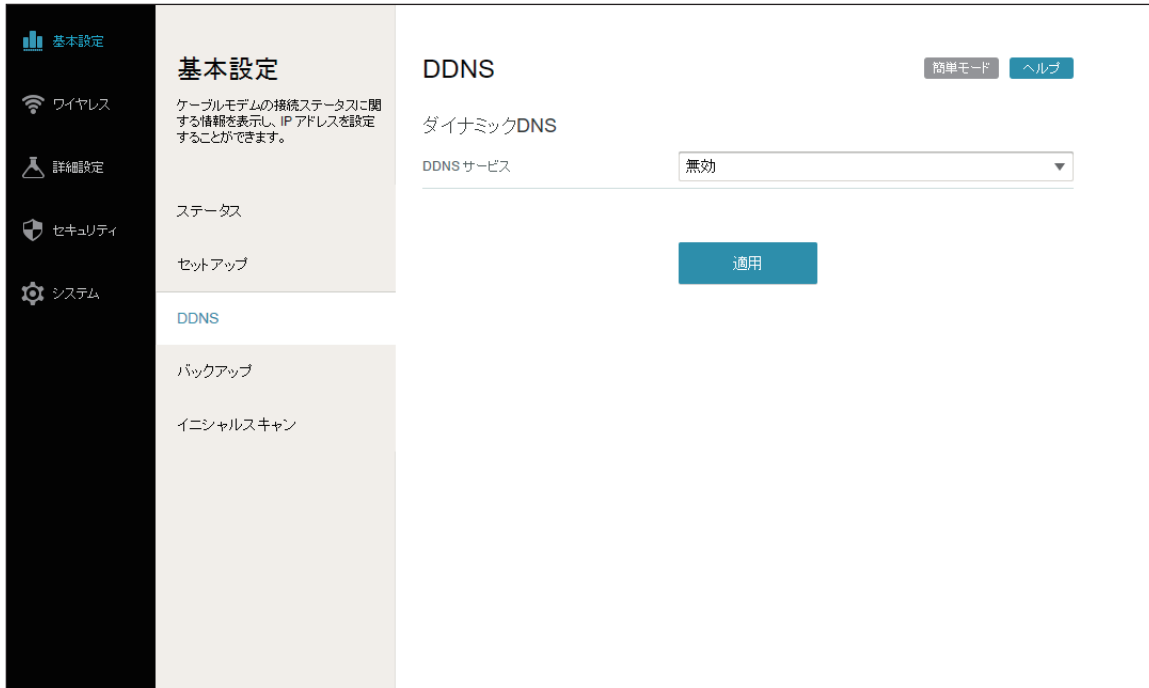 基本設定
ワイヤレス
詳細設定
セキュリティ
システム
基本設定
ケーブルモデムの接続ステータスに関
する情報を表示し、IP アドレスを設定
することができます。
ステータス
セットアップ
DDNS
バックアップ
イニシャルスキャン
DDNS
簡単モード
ヘルプ
ダイナミックDNS
DDNS サービス
無効
適用